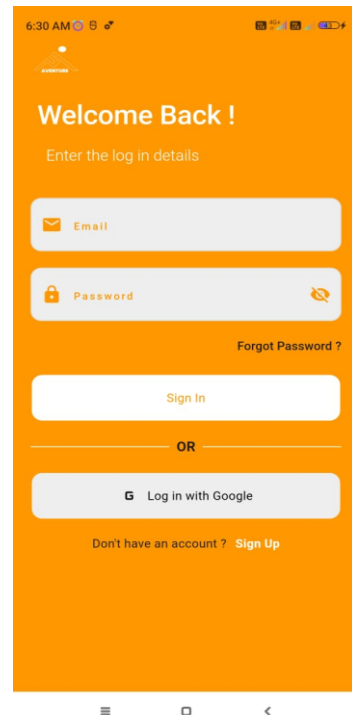 6:30 AM
Welcome Back !
Enter the log in details
Email
Password
Forgot Password ?
Sign In
OR
G Log in with Google
Don't have an account ? Sign Up